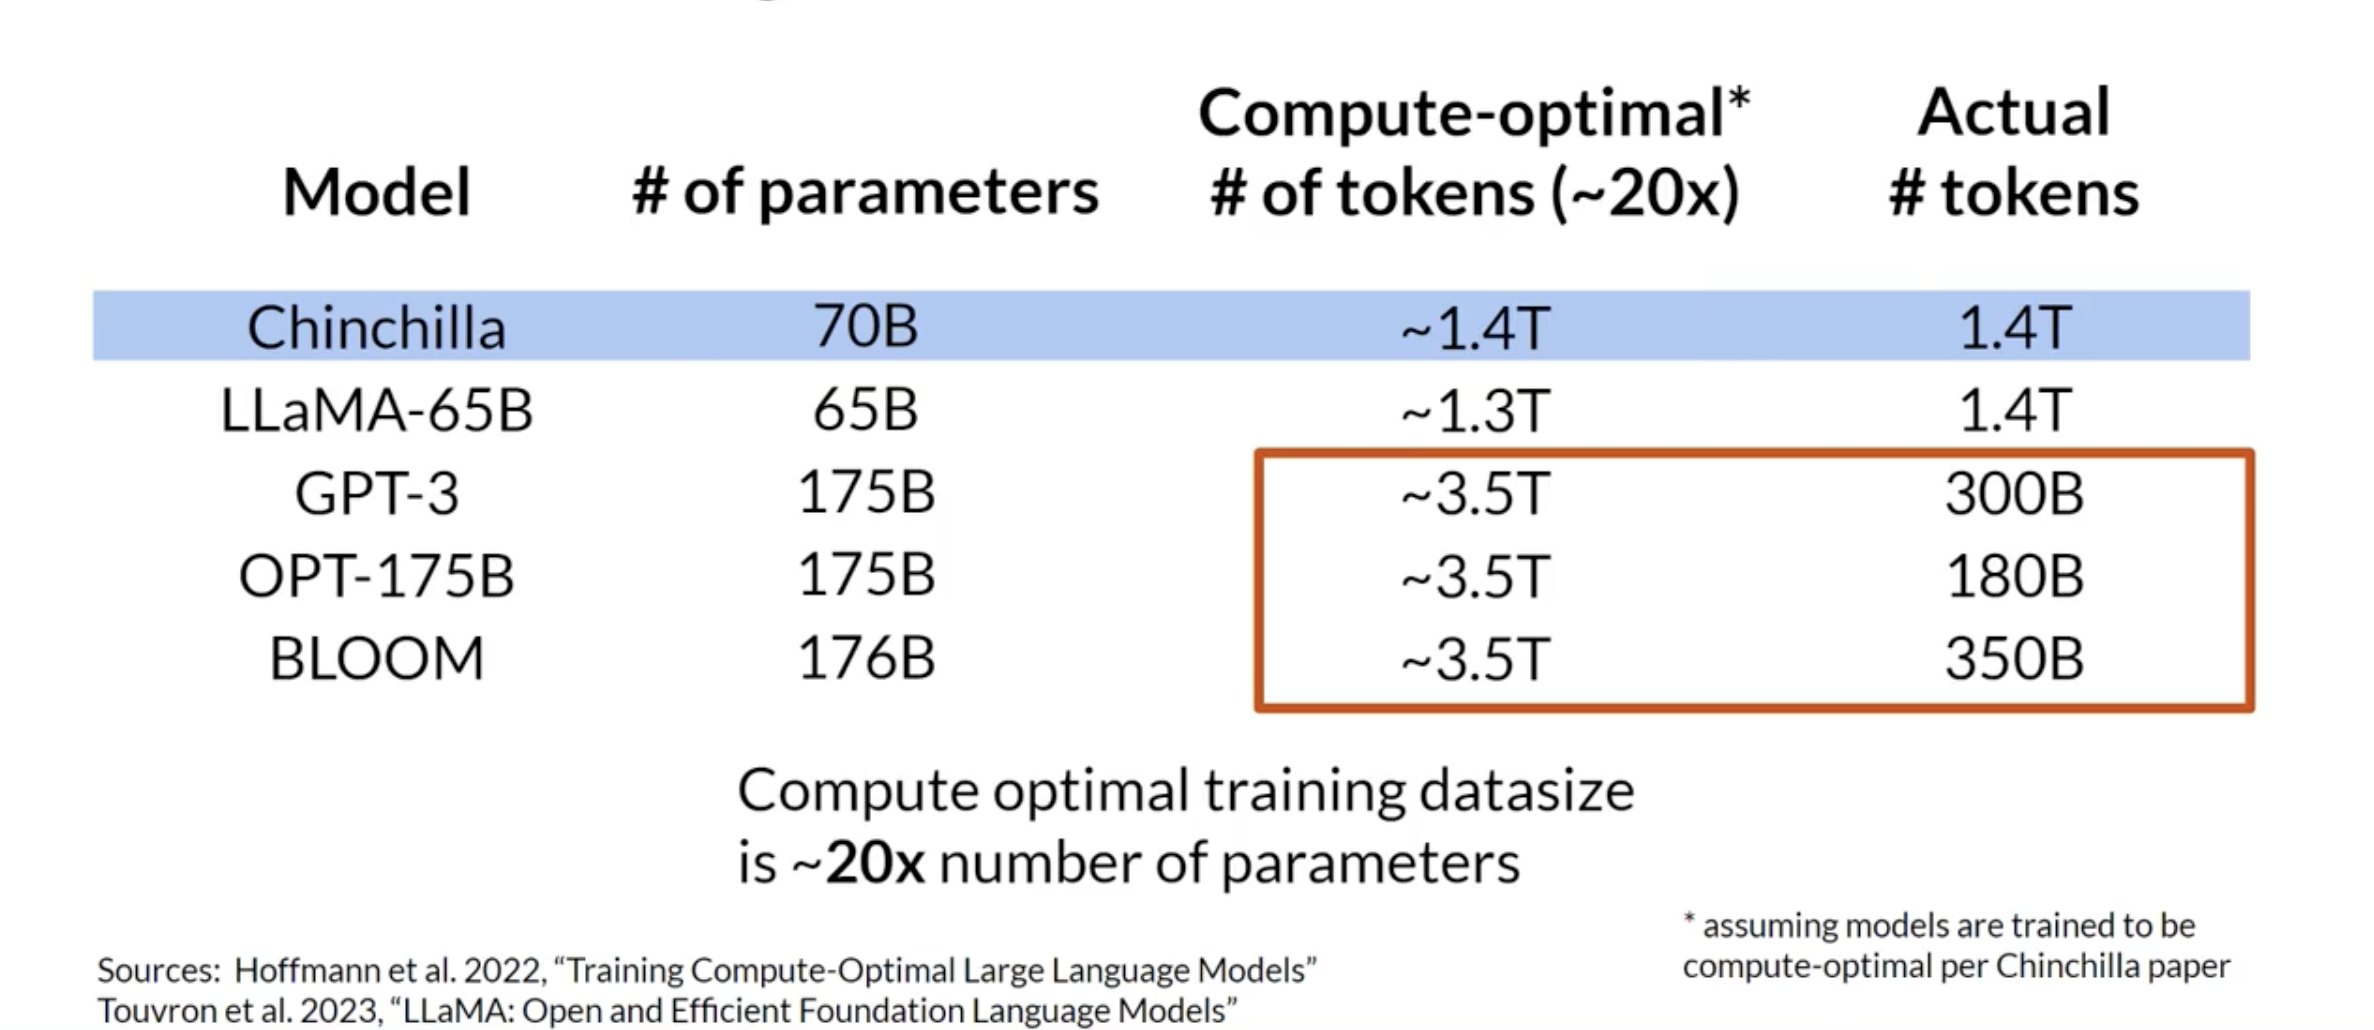 Compute-optimal* Actual
Model # of parameters # of tokens (~20x) # tokens
Chinchilla 70B ~1.4T 1.4T
LLaMA-65B 65B ~1.3T 1.4T
GPT-3 175B ~3.5T 300B
OPT-175B 175B ~3.5T 180B
BLOOM 176B ~3.5T 350B
Compute optimal training datasize
is ~20x number of parameters
* assuming models are trained to be
compute-optimal per Chinchilla paper
Sources: Hoffmann et al. 2022, “Training Compute-Optimal Large Language Models”
Touvron et al. 2023, “LLaMA: Open and Efficient Foundation Language Models”